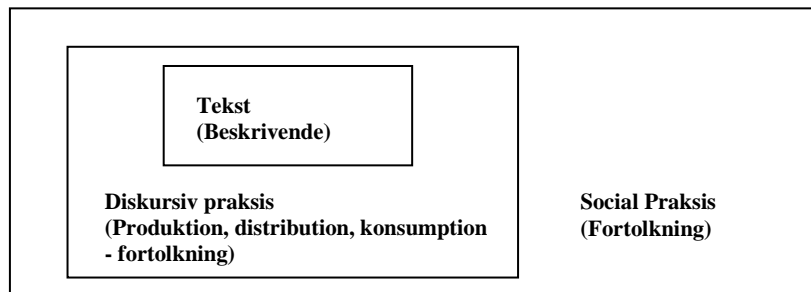 Tekst
(Beskrivende)
Diskursiv praksis
(Produktion, distribution, konsumption
- fortolkning)
Social Praksis
(Fortolkning)